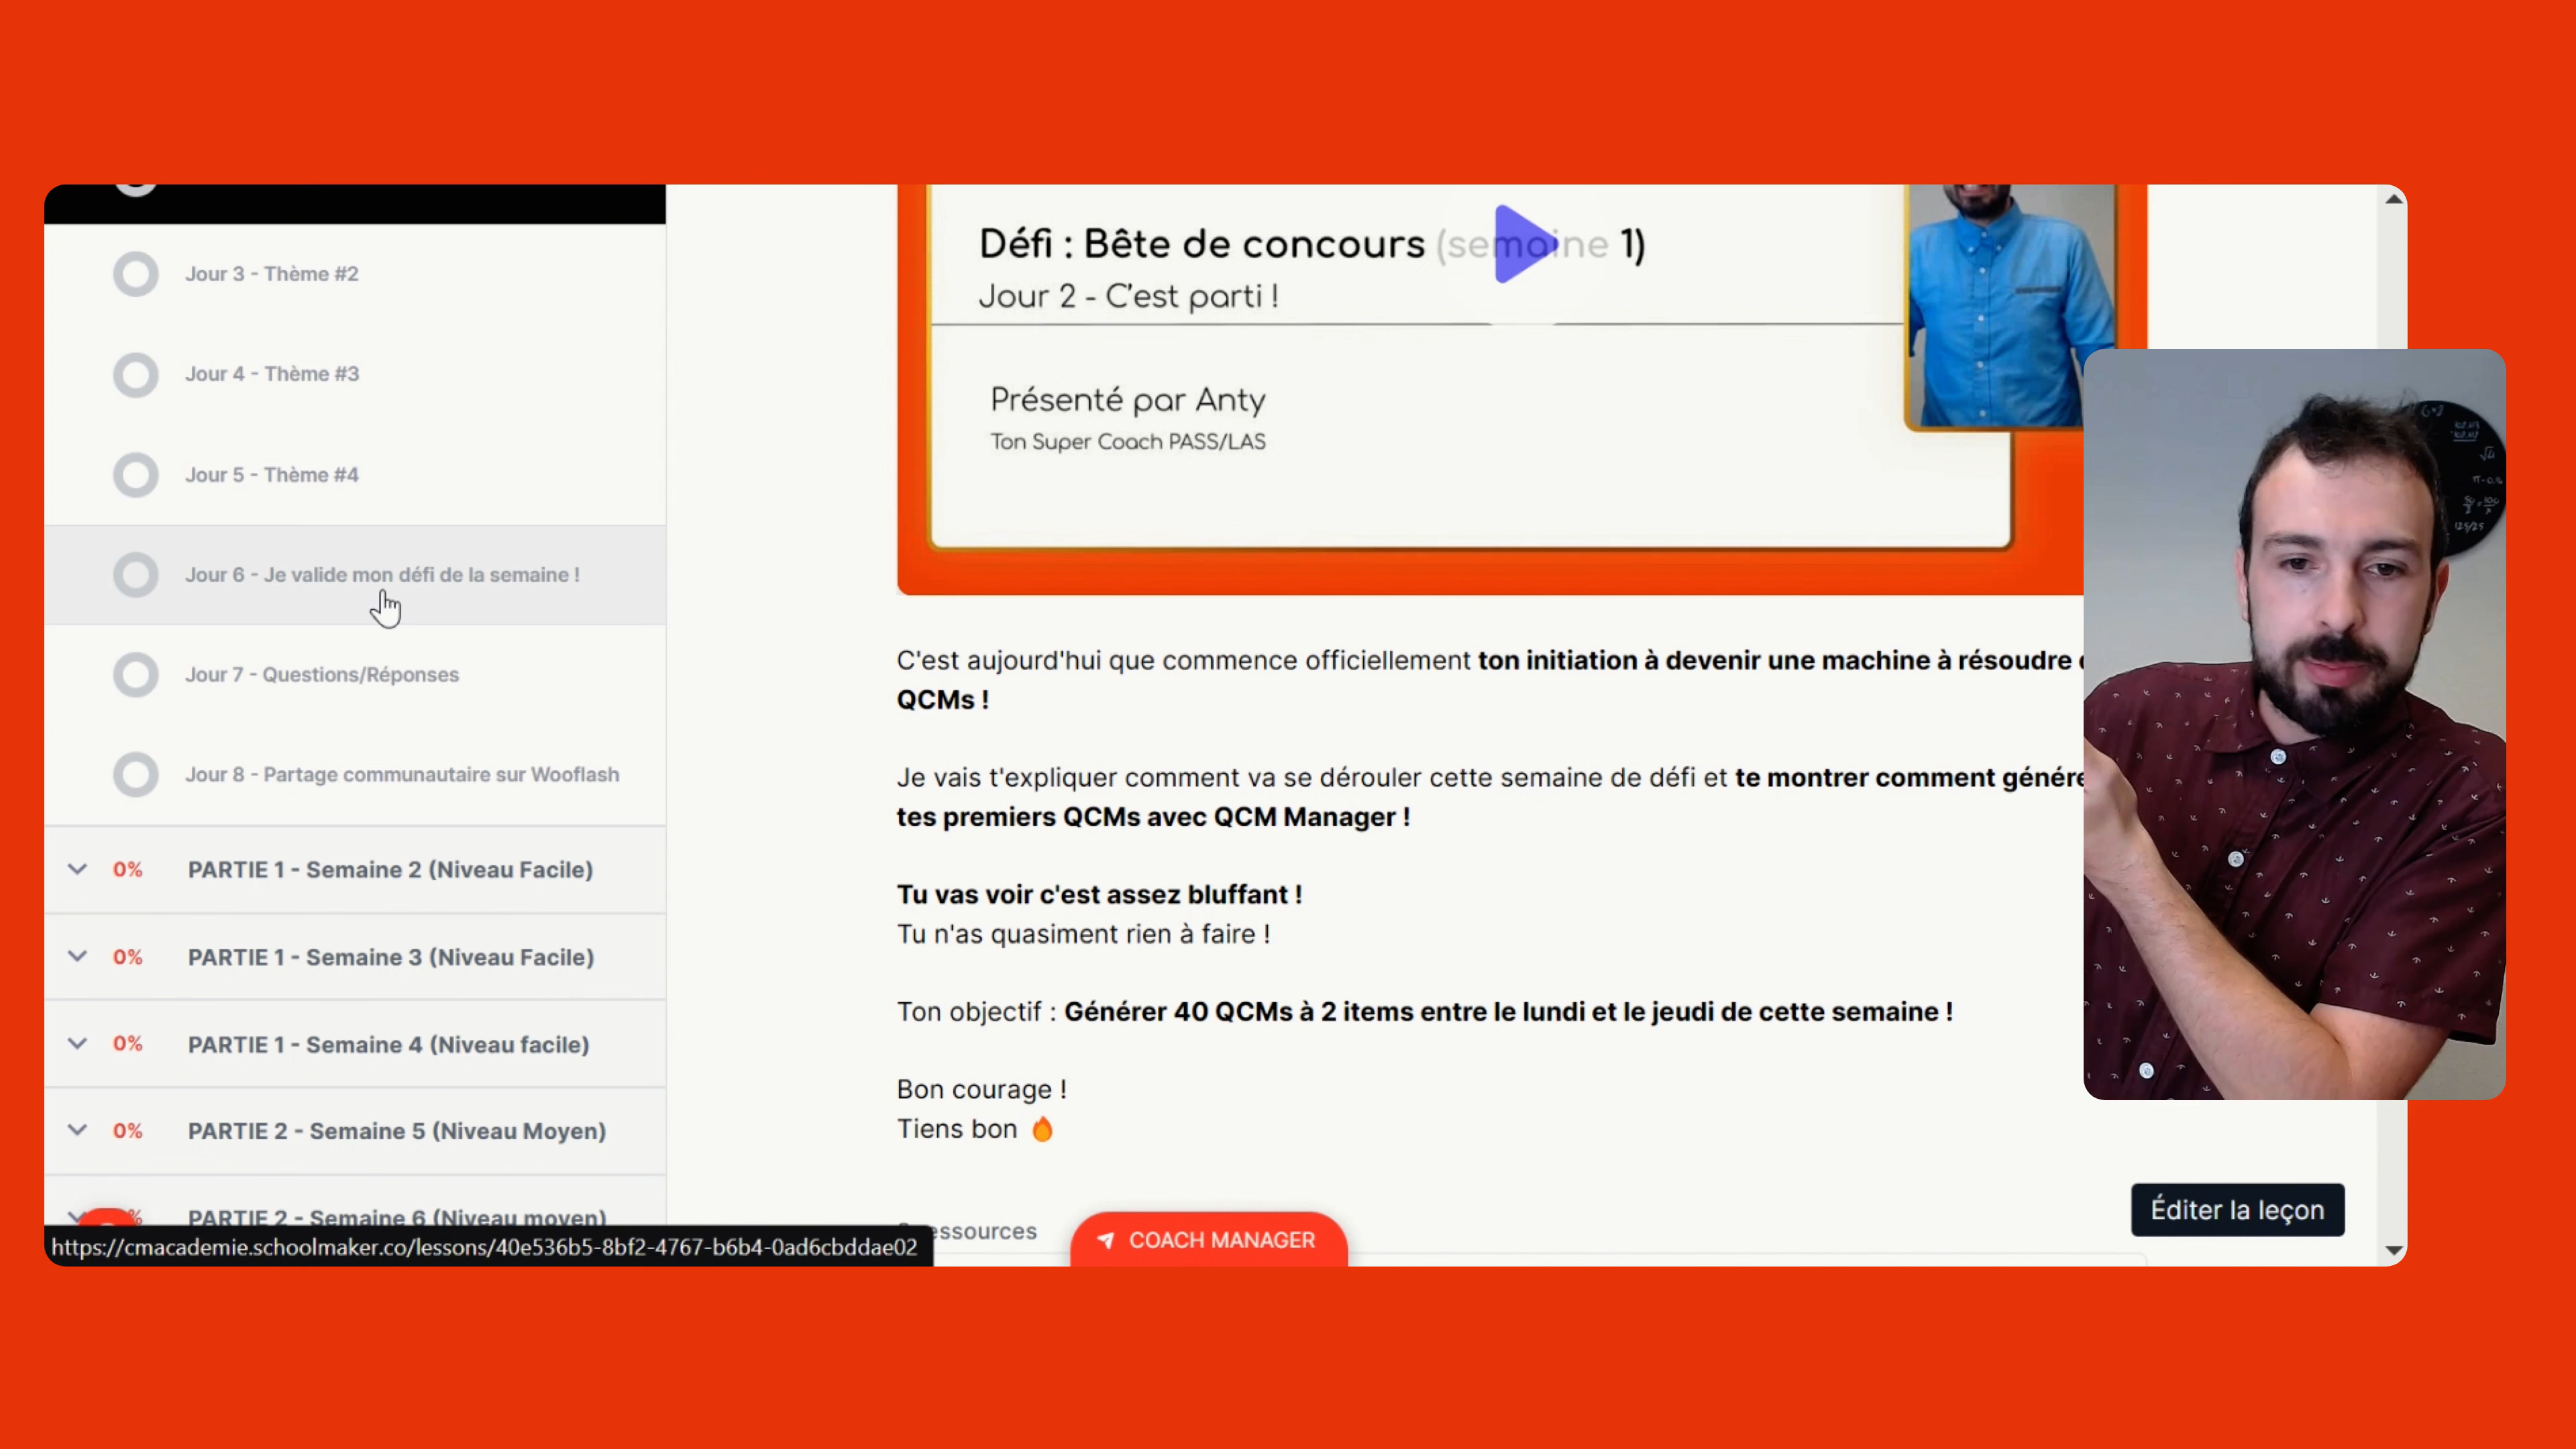 Jour 3 - Thème #2
Jour 4 - Thème #3
Jour 5 - Thème #4
Jour 6 - Je valide mon défi de la semaine !
Jour 7 - Questions/Réponses
Jour 8 - Partage communautaire sur Wooflash
0% PARTIE 1 - Semaine 2 (Niveau Facile)
0% PARTIE 1 - Semaine 3 (Niveau Facile)
0% PARTIE 1 - Semaine 4 (Niveau facile)
0% PARTIE 2 - Semaine 5 (Niveau Moyen)
PARTIE 2 - Semaine 6 (Niveau moyen)
https://cmacademie.schoolmaker.co/lessons/40e536b5-8bf2-4767-b6b4-0ad6cbddae02
Défi : Bête de concours (semaine 1)
Jour 2 - C'est parti !
Présenté par Anty
Ton Super Coach PASS/LAS
C'est aujourd'hui que commence officiellement ton initiation à devenir une machine à résoudre
QCMs !
Je vais t'expliquer comment va se dérouler cette semaine de défi et te montrer comment génére
tes premiers QCMs avec QCM Manager !
Tu vas voir c'est assez bluffant !
Tu n'as quasiment rien à faire !
Ton objectif : Générer 40 QCMs à 2 items entre le lundi et le jeudi de cette semaine !
Bon courage !
Tiens bon 🔥
essources
COACH MANAGER
Éditer la leçon